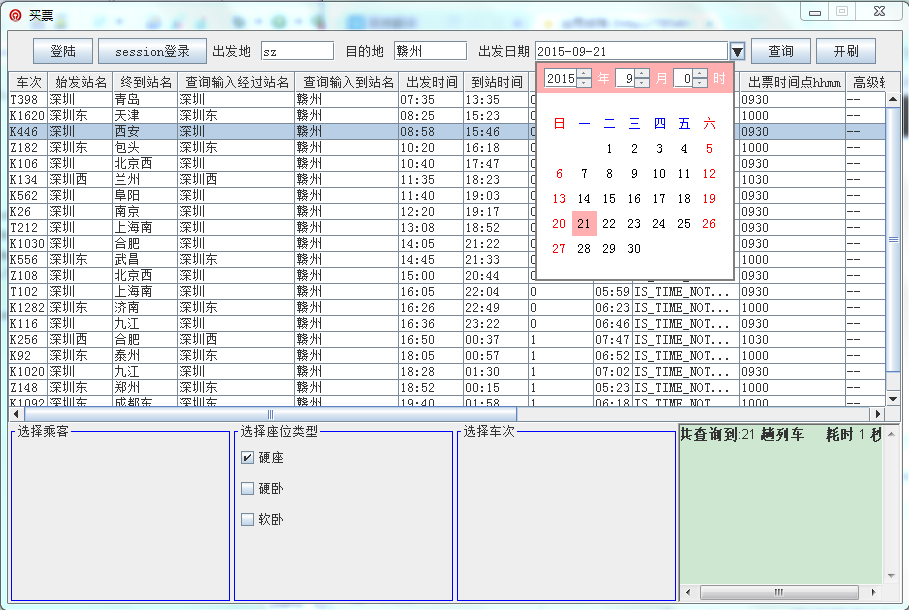 买票
登陆 session登录 出发地 sz 目的地 赣州 出发日期 2015-09-21 查询 开刷
车次 始发站名 终到站名 查询输入经过站名 查询输入到站名 出发时间 到站时间 出票时间点hhmm 高级软
T398 深圳 青岛 深圳 赣州 07:35 13:35 0930 --
K1620 深圳东 天津 深圳东 赣州 08:25 15:23 1000 --
K446 深圳 西安 深圳 赣州 08:58 15:46 0930 --
Z182 深圳东 包头 深圳东 赣州 10:20 16:18 1000 --
K106 深圳 北京西 深圳 赣州 10:40 17:47 0930 --
K134 深圳西 兰州 深圳西 赣州 11:35 18:23 1030 --
K562 深圳 阜阳 深圳 赣州 11:40 19:03 0930 --
K26 深圳 南京 深圳 赣州 12:20 19:17 0930 --
T212 深圳 上海南 深圳 赣州 13:08 18:52 0930 --
K1030 深圳 合肥 深圳 赣州 14:05 21:22 0930 --
K556 深圳东 武昌 深圳东 赣州 14:45 21:33 1000 --
Z108 深圳 北京西 深圳 赣州 15:00 20:44 0930 --
T102 深圳 上海南 深圳 赣州 16:05 22:04 0 05:59 IS_TIME_NOT... 0930 --
K1282 深圳东 济南 深圳东 赣州 16:26 22:49 0 06:23 IS_TIME_NOT... 1000 --
K116 深圳 九江 深圳 赣州 16:36 23:22 0 06:46 IS_TIME_NOT... 0930 --
K256 深圳西 合肥 深圳西 赣州 16:50 00:37 1 07:47 IS_TIME_NOT... 1030 --
K92 深圳东 泰州 深圳东 赣州 18:05 00:57 1 06:52 IS_TIME_NOT... 1000 --
K1020 深圳 九江 深圳 赣州 18:28 01:30 1 07:02 IS_TIME_NOT... 0930 --
Z148 深圳东 郑州 深圳东 赣州 18:52 00:15 1 05:23 IS_TIME_NOT... 1000 --
K1092 深圳东 成都东 深圳东 赣州 19:40 01:58 1 06:18 IS_TIME_NOT... 1000 --
2015 年 9 月 0 时
日 一 二 三 四 五 六
1 2 3 4 5
6 7 8 9 10 11 12
13 14 15 16 17 18 19
20 21 22 23 24 25 26
27 28 29 30
选择乘客 选择座位类型 选择车次
硬座
硬卧
软卧
共查询到:21 趟列车 耗时 1 秒